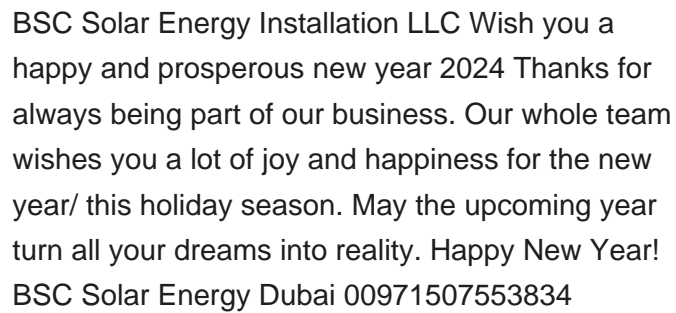 BSC Solar Energy Installation LLC Wish you a
happy and prosperous new year 2024 Thanks for
always being part of our business. Our whole team
wishes you a lot of joy and happiness for the new
year/ this holiday season. May the upcoming year
turn all your dreams into reality. Happy New Year!
BSC Solar Energy Dubai 00971507553834